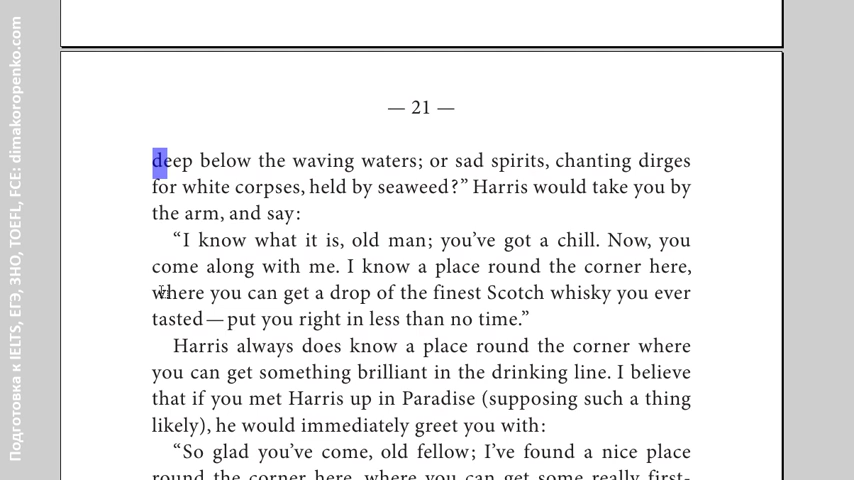 Подготовка к IELTS, ЕГЭ, ЗНО, TOEFL, FCE: dimakoropenko.com
— 21 —
deep below the waving waters; or sad spirits, chanting dirges
for white corpses, held by seaweed?” Harris would take you by
the arm, and say:
“I know what it is, old man; you’ve got a chill. Now, you
come along with me. I know a place round the corner here,
where you can get a drop of the finest Scotch whisky you ever
tasted — put you right in less than no time.”
Harris always does know a place round the corner where
you can get something brilliant in the drinking line. I believe
that if you met Harris up in Paradise (supposing such a thing
likely), he would immediately greet you with:
“So glad you’ve come, old fellow; I’ve found a nice place
round the corner here, where you can get some really first-